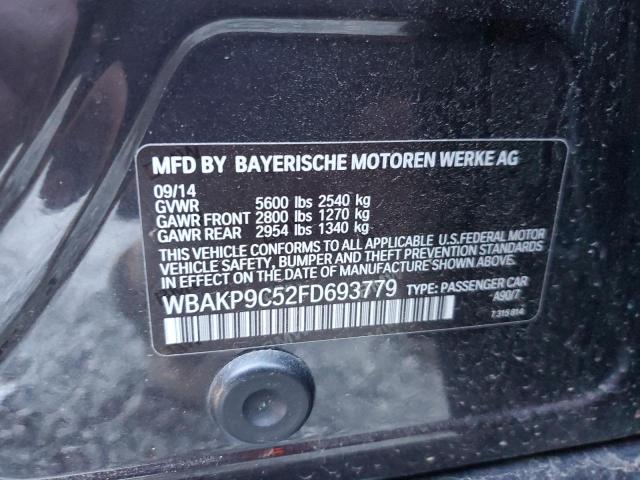 MFD BY BAYERISCHE MOTOREN WERKE AG
09/14
GVWR 5600 lbs 2540 kg
GAWR FRONT 2800 lbs 1270 kg
GAWR REAR 2954 lbs 1340 kg
THIS VEHICLE CONFORMS TO ALL APPLICABLE U.S.FEDERAL MOTOR
VEHICLE SAFETY, BUMPER AND THEFT PREVENTION STANDARDS
IN EFFECT ON THE DATE OF MANUFACTURE SHOWN ABOVE.
WBAKP9C52FD693779 TYPE: PASSENGER CAR
A90/7
7 315 814